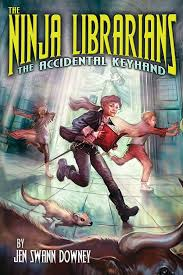 THE
NINJA LIBRARIANS
THE ACCIDENTAL KEYHAND
BY
JEN SWANN DOWNEY